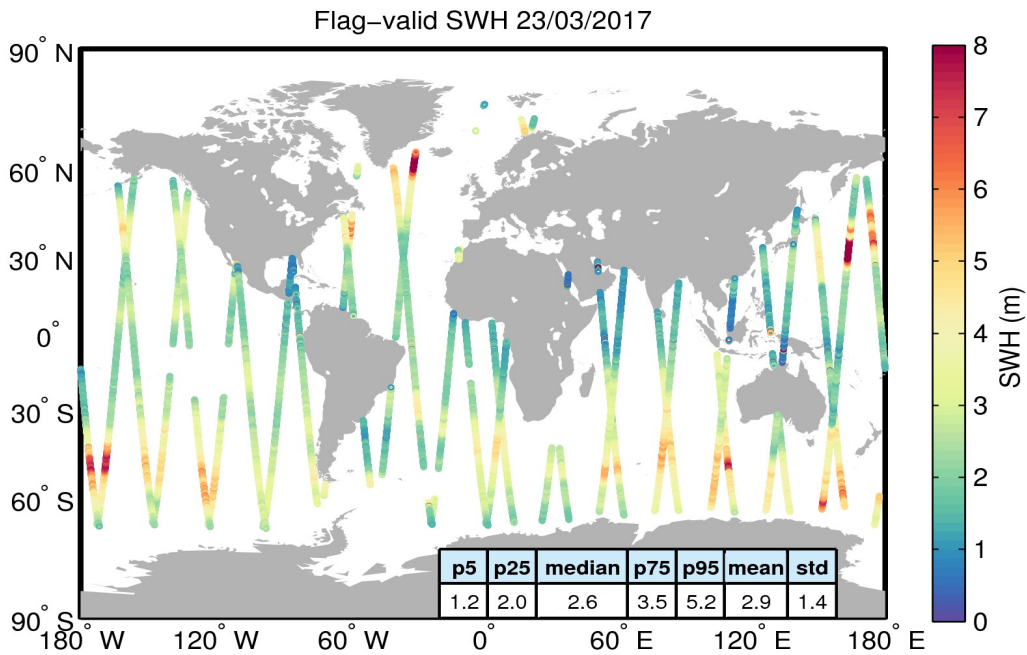 Flag−valid SWH 23/03/2017
90° N
60° N
30° N
0°
30° S
60° S
90° S
180° W
120° W
60° W
0°
60° E
120° E
180° E
p5 p25 median p75 p95 mean std
1.2 2.0 2.6 3.5 5.2 2.9 1.4
8
7
6
5
4
3
2
1
0
SWH (m)